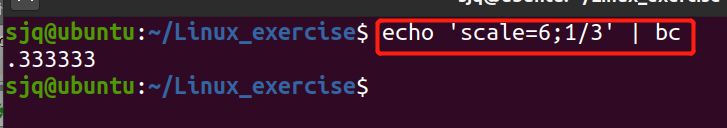 sjq@ubuntu:~/Linux_exercise$ echo 'scale=6;1/3' | bc
.333333
sjq@ubuntu:~/Linux_exercise$